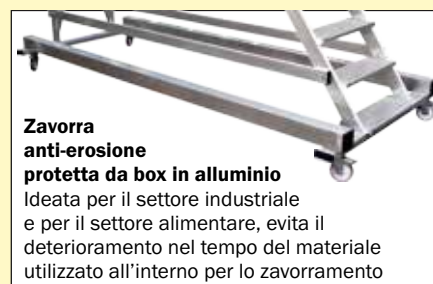 Zavorra
anti-erosione
protetta da box in alluminio
Ideata per il settore industriale
e per il settore alimentare, evita il
deterioramento nel tempo del materiale
utilizzato all'interno per lo zavorramento